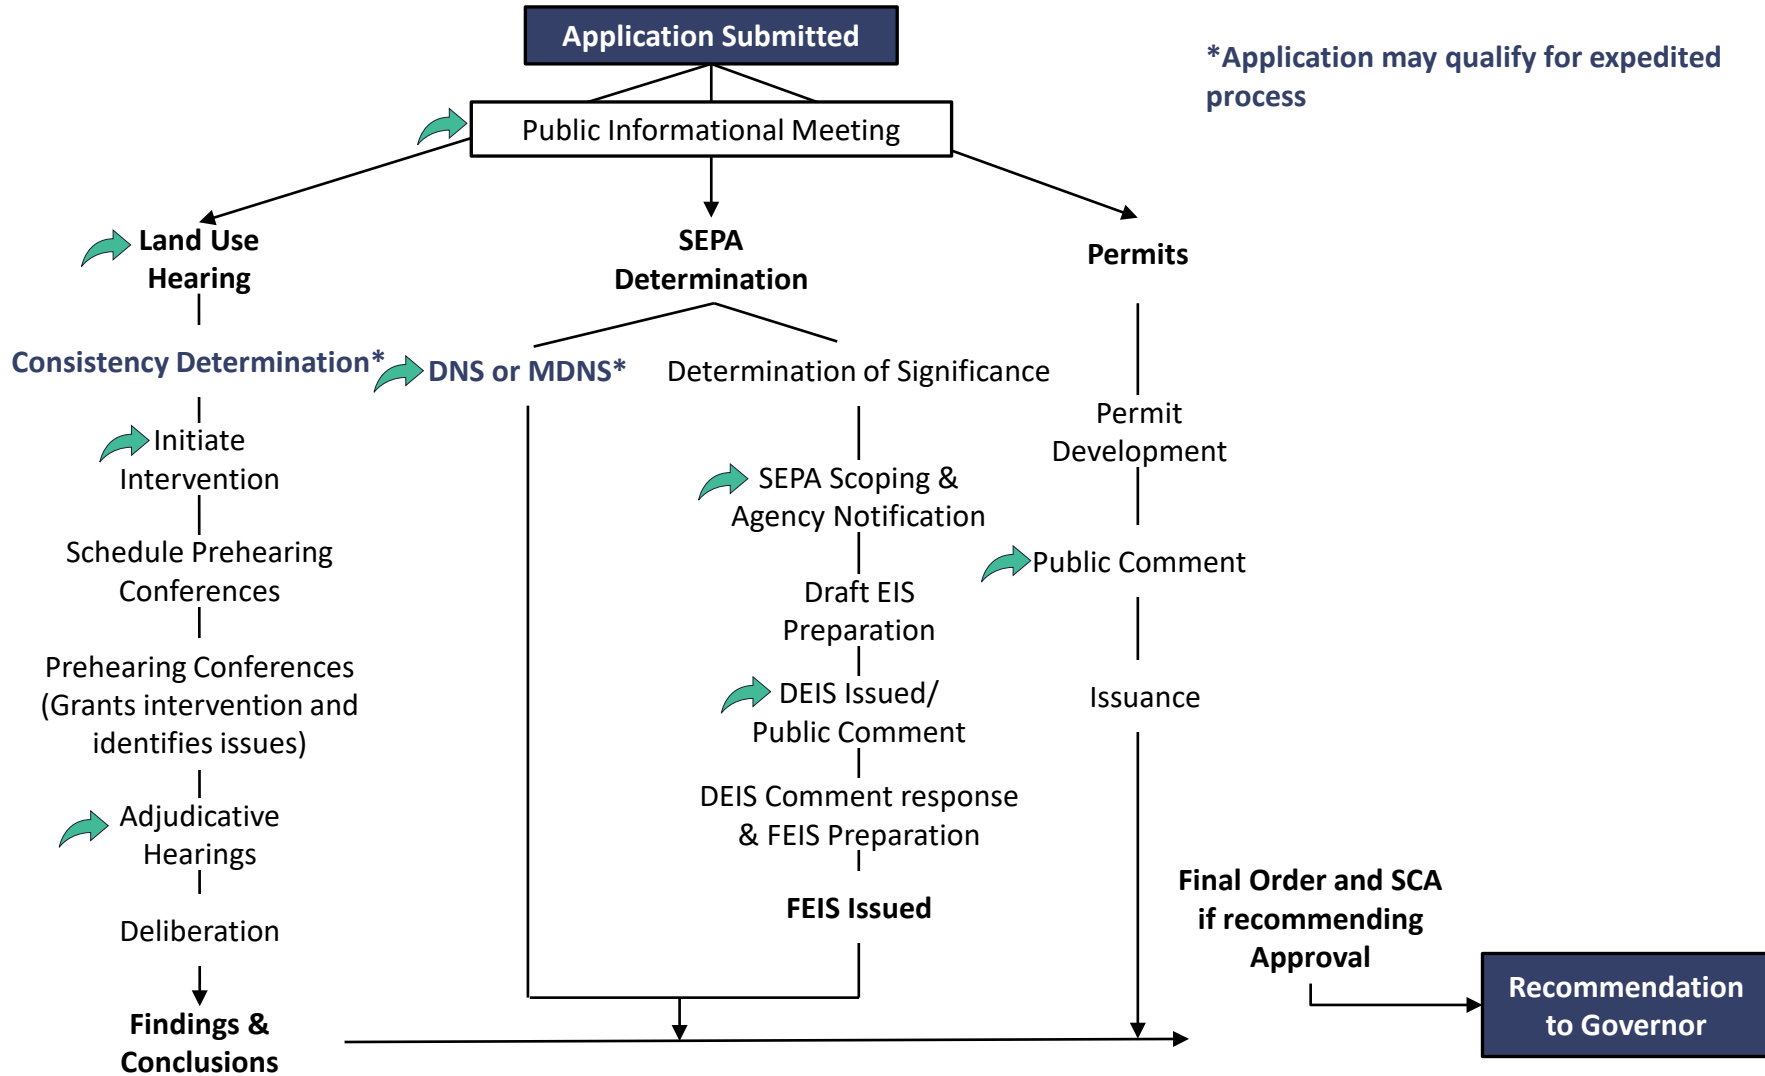 Application Submitted
*Application may qualify for expedited
process
Public Informational Meeting
Land Use
Hearing
Consistency Determination*
Initiate
Intervention
Schedule Prehearing
Conferences
Prehearing Conferences
(Grants intervention and
identifies issues)
Adjudicative
Hearings
Deliberation
Findings &
Conclusions
SEPA
Determination
DNS or MDNS*
Determination of Significance
SEPA Scoping &
Agency Notification
Draft EIS
Preparation
DEIS Issued/
Public Comment
DEIS Comment response
& FEIS Preparation
FEIS Issued
Permits
Permit
Development
Public Comment
Issuance
Final Order and SCA
if recommending
Approval
Recommendation
to Governor